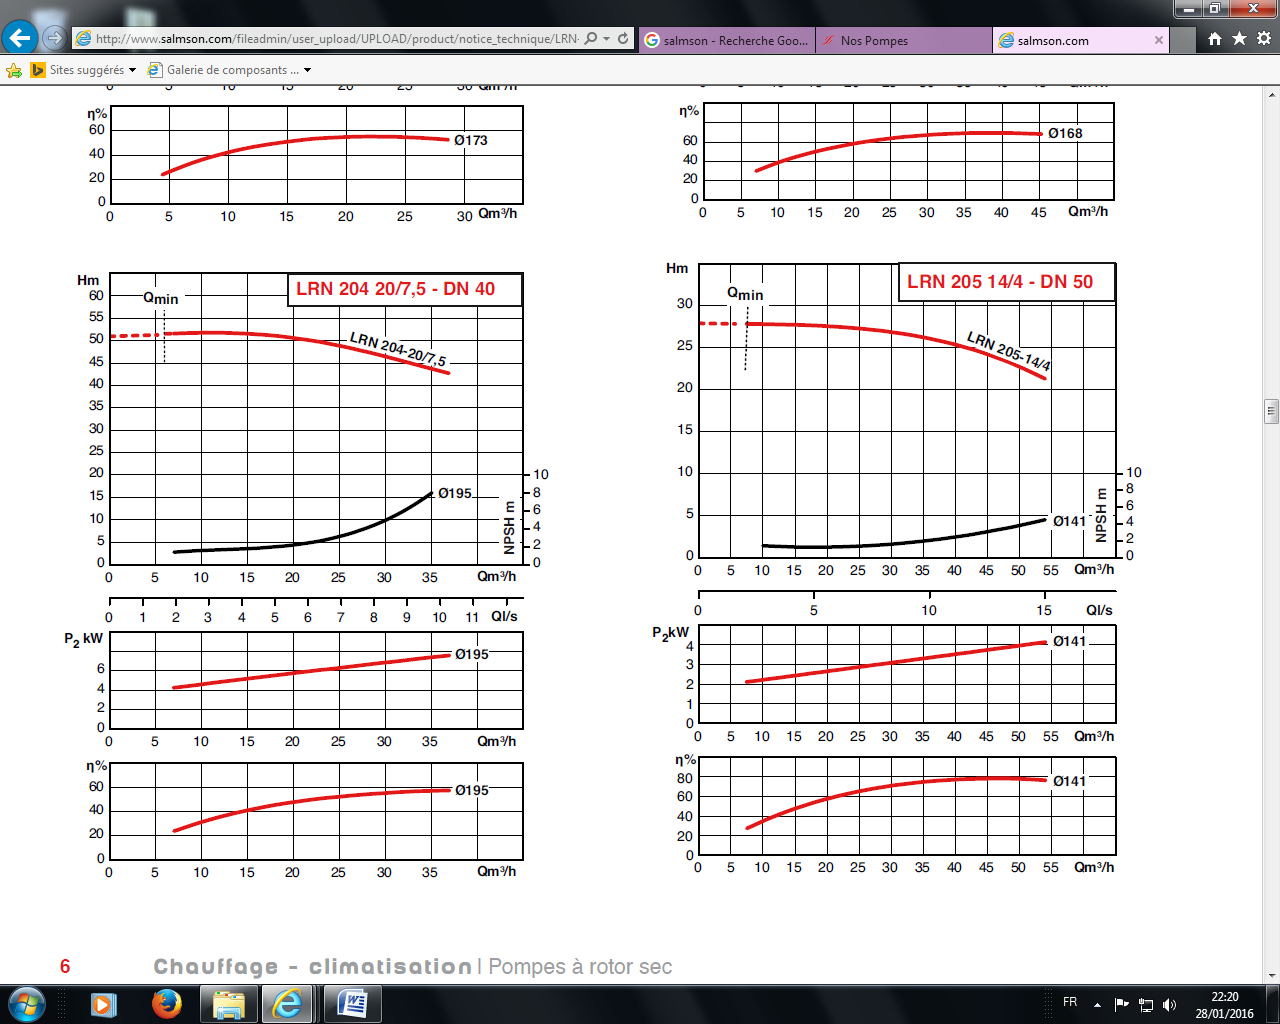 http://www.salmson.com/fileadmin/user_upload/UPLOAD/product/notice_technique/LRN-
salmson - Recherche Goo...
Nos Pompes
salmson.com
Sites suggérés
Galerie de composants ...
0 5 10 15 20 25 30 Qm³/h
η%
60
40
20
0
Ø173
0 5 10 15 20 25 30 Qm³/h
η%
60
40
20
0
Ø168
0 5 10 15 20 25 30 35 40 45 Qm³/h
Hm
LRN 204 20/7,5 - DN 40
Qmin
60
55
50
45
40
35
30
25
20
15
10
5
0
LRN 204-20/7,5
Ø195
NPSH m
10
8
6
4
2
0
0 5 10 15 20 25 30 35 Qm³/h
0 1 2 3 4 5 6 7 8 9 10 11 Ql/s
P2 kW
6
4
2
0
Ø195
0 5 10 15 20 25 30 35 Qm³/h
η%
60
40
20
0
Ø195
0 5 10 15 20 25 30 35 Qm³/h
Hm
LRN 205 14/4 - DN 50
Qmin
30
25
20
15
10
5
0
LRN 205-14/4
Ø141
NPSH m
10
8
6
4
2
0
0 5 10 15 20 25 30 35 40 45 50 55 Qm³/h
0 5 10 15 Ql/s
P2kW
4
3
2
1
0
Ø141
0 5 10 15 20 25 30 35 40 45 50 55 Qm³/h
η%
80
60
40
20
0
Ø141
0 5 10 15 20 25 30 35 40 45 50 55 Qm³/h
6 Chauffage - climatisation | Pompes à rotor sec
FR
22:20
28/01/2016